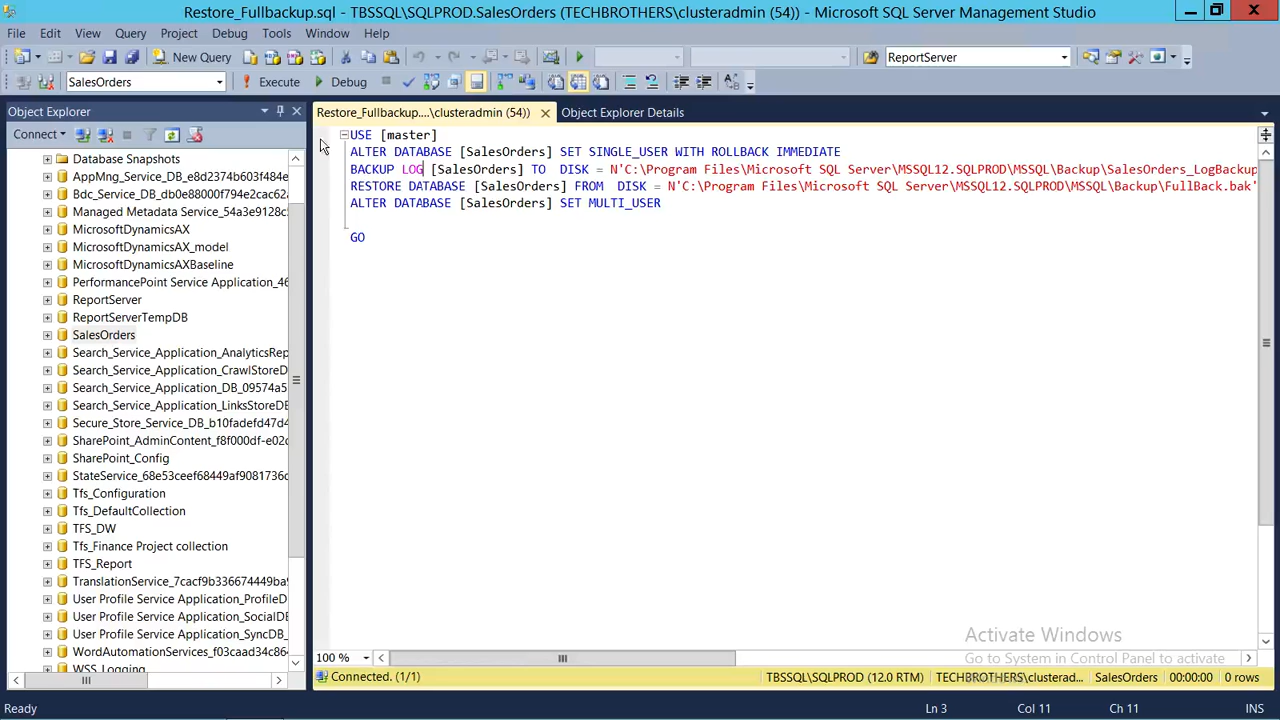 Restore_Fullbackup.sql - TBSSQL\SQLPROD.SalesOrders (TECHBROTHERS\clusteradmin (54)) - Microsoft SQL Server Management Studio
File Edit View Query Project Debug Tools Window Help
New Query ReportServer
SalesOrders Execute Debug
Object Explorer
Restore_Fullbackup....\clusteradmin (54)) Object Explorer Details
Connect
Database Snapshots
AppMng_Service_DB_e8d2374b603f484e
Bdc_Service_DB_db0e88000f794c2ac
Managed Metadata Service_54a3e9128c
MicrosoftDynamicsAX
MicrosoftDynamicsAX_model
MicrosoftDynamicsAXBaseline
PerformancePoint Service Application_46
ReportServer
ReportServerTempDB
SalesOrders
Search_Service_Application_AnalyticsRep
Search_Service_Application_CrawlStoreD
Search_Service_Application_DB_09574a5
Search_Service_Application_LinksStoreDB
Secure_Store_Service_DB_b10fadefd47d4
SharePoint_AdminContent_f8f000df-e02c
SharePoint_Config
StateService_68e53ceef68449af9081736c
Tfs_Configuration
Tfs_DefaultCollection
TFS_DW
Tfs_Finance Project collection
TFS_Report
TranslationService_7cacf9b336674449ba9
User Profile Service Application_ProfileD
User Profile Service Application_SocialDB
User Profile Service Application_SyncDB_
WordAutomationServices_f03caad34c864
WSS_Logging
USE [master]
ALTER DATABASE [SalesOrders] SET SINGLE_USER WITH ROLLBACK IMMEDIATE
BACKUP LOG [SalesOrders] TO DISK = N'C:\Program Files\Microsoft SQL Server\MSSQL12.SQLPROD\MSSQL\Backup\SalesOrders_LogBackup
RESTORE DATABASE [SalesOrders] FROM DISK = N'C:\Program Files\Microsoft SQL Server\MSSQL12.SQLPROD\MSSQL\Backup\FullBack.bak'
ALTER DATABASE [SalesOrders] SET MULTI_USER
GO
Activate Windows
Go to System in Control Panel to activate
100 %
Connected. (1/1) TBSSQL\SQLPROD (12.0 RTM) TECHBROTHERS\clusterad... SalesOrders 00:00:00 0 rows
Ready Ln 3 Col 11 Ch 11 INS